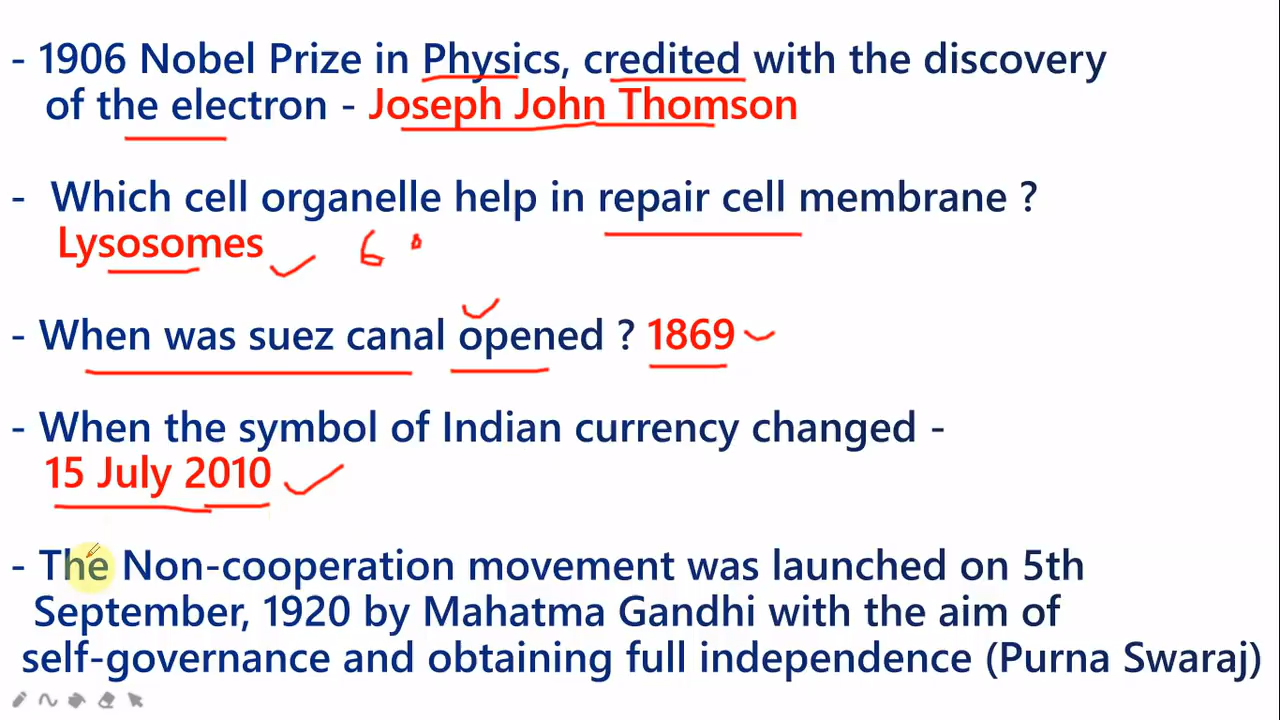 - 1906 Nobel Prize in Physics, credited with the discovery
of the electron - Joseph John Thomson
- Which cell organelle help in repair cell membrane ?
Lysosomes
- When was suez canal opened ? 1869
- When the symbol of Indian currency changed -
15 July 2010
- The Non-cooperation movement was launched on 5th
September, 1920 by Mahatma Gandhi with the aim of
self-governance and obtaining full independence (Purna Swaraj)